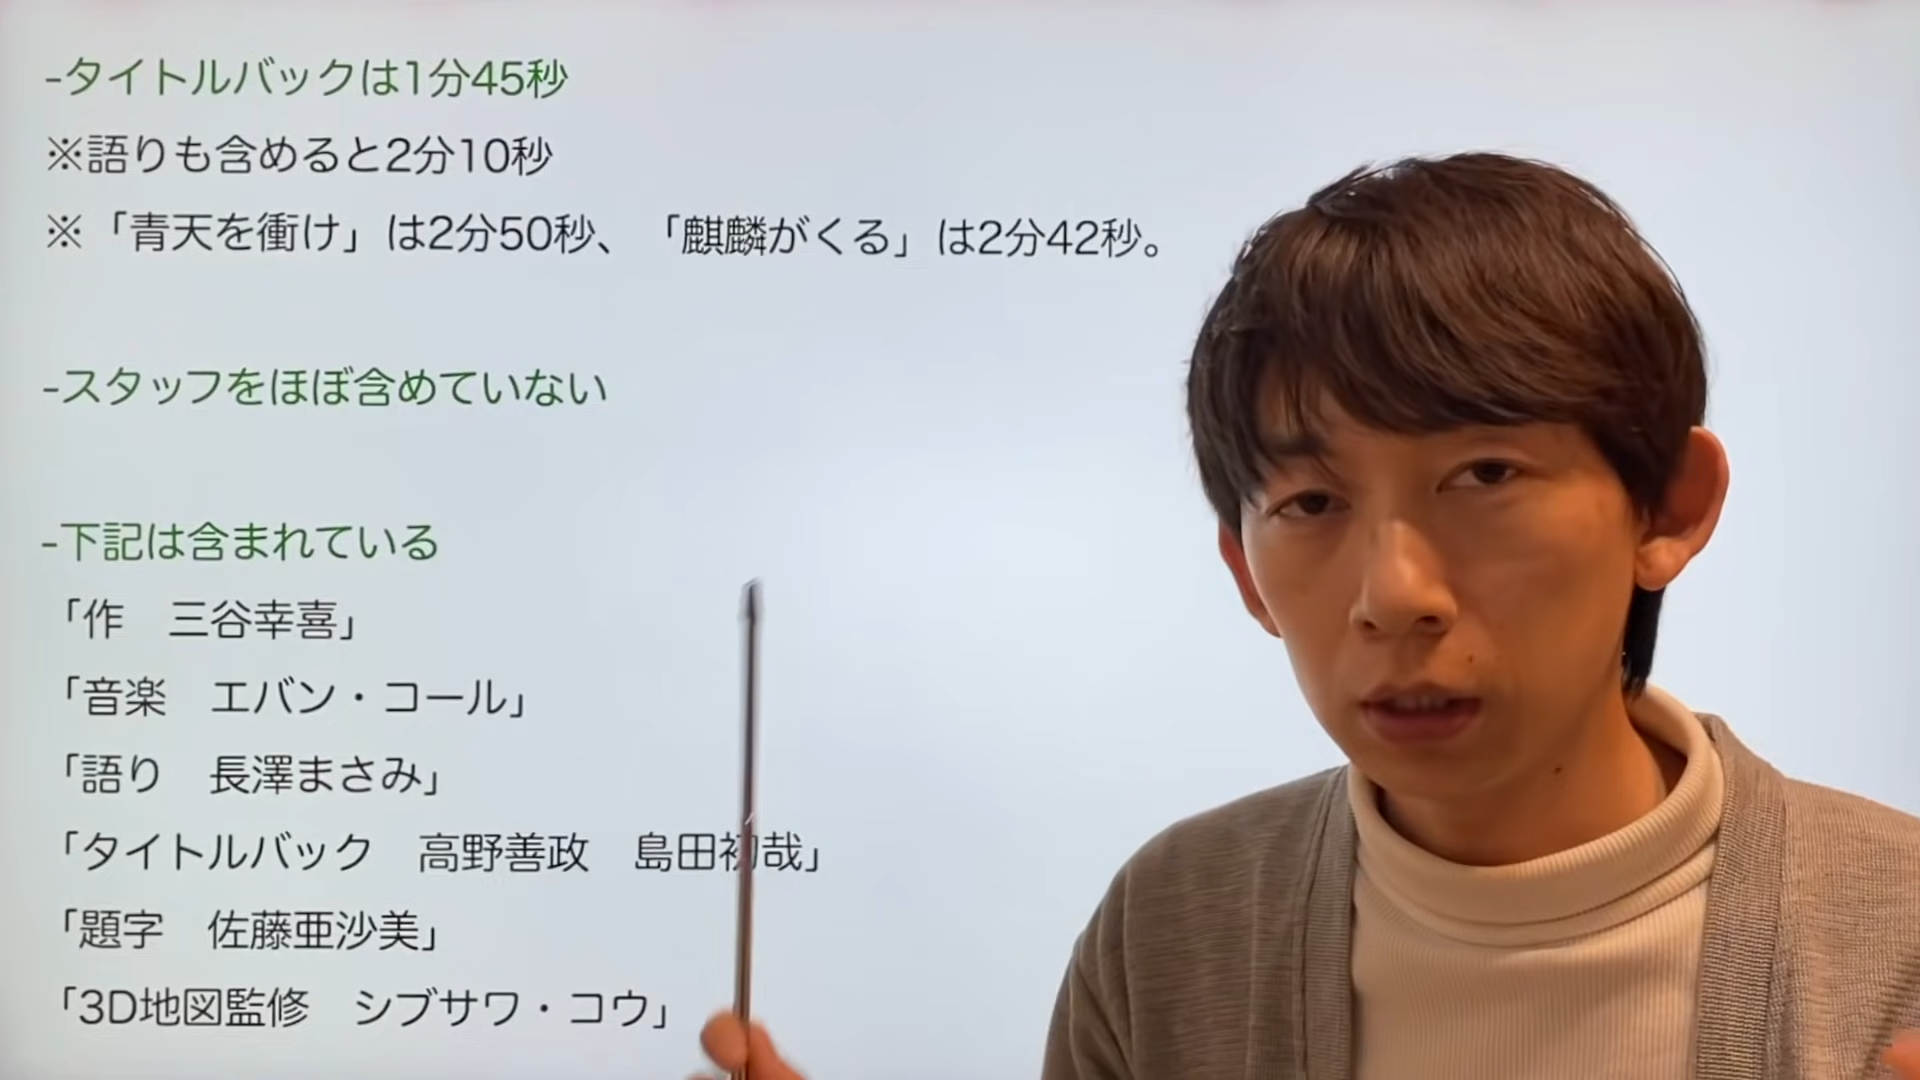 -タイトルバックは1分45秒
※語りも含めると2分10秒
※「青天を衝け」は2分50秒、「麒麟がくる」は2分42秒。
-スタッフをほぼ含めていない
-下記は含まれている
「作　三谷幸喜」
「音楽　エバン・コール」
「語り　長澤まさみ」
「タイトルバック　高野善政　島田初哉」
「題字　佐藤亜沙美」
「3D地図監修　シブサワ・コウ」